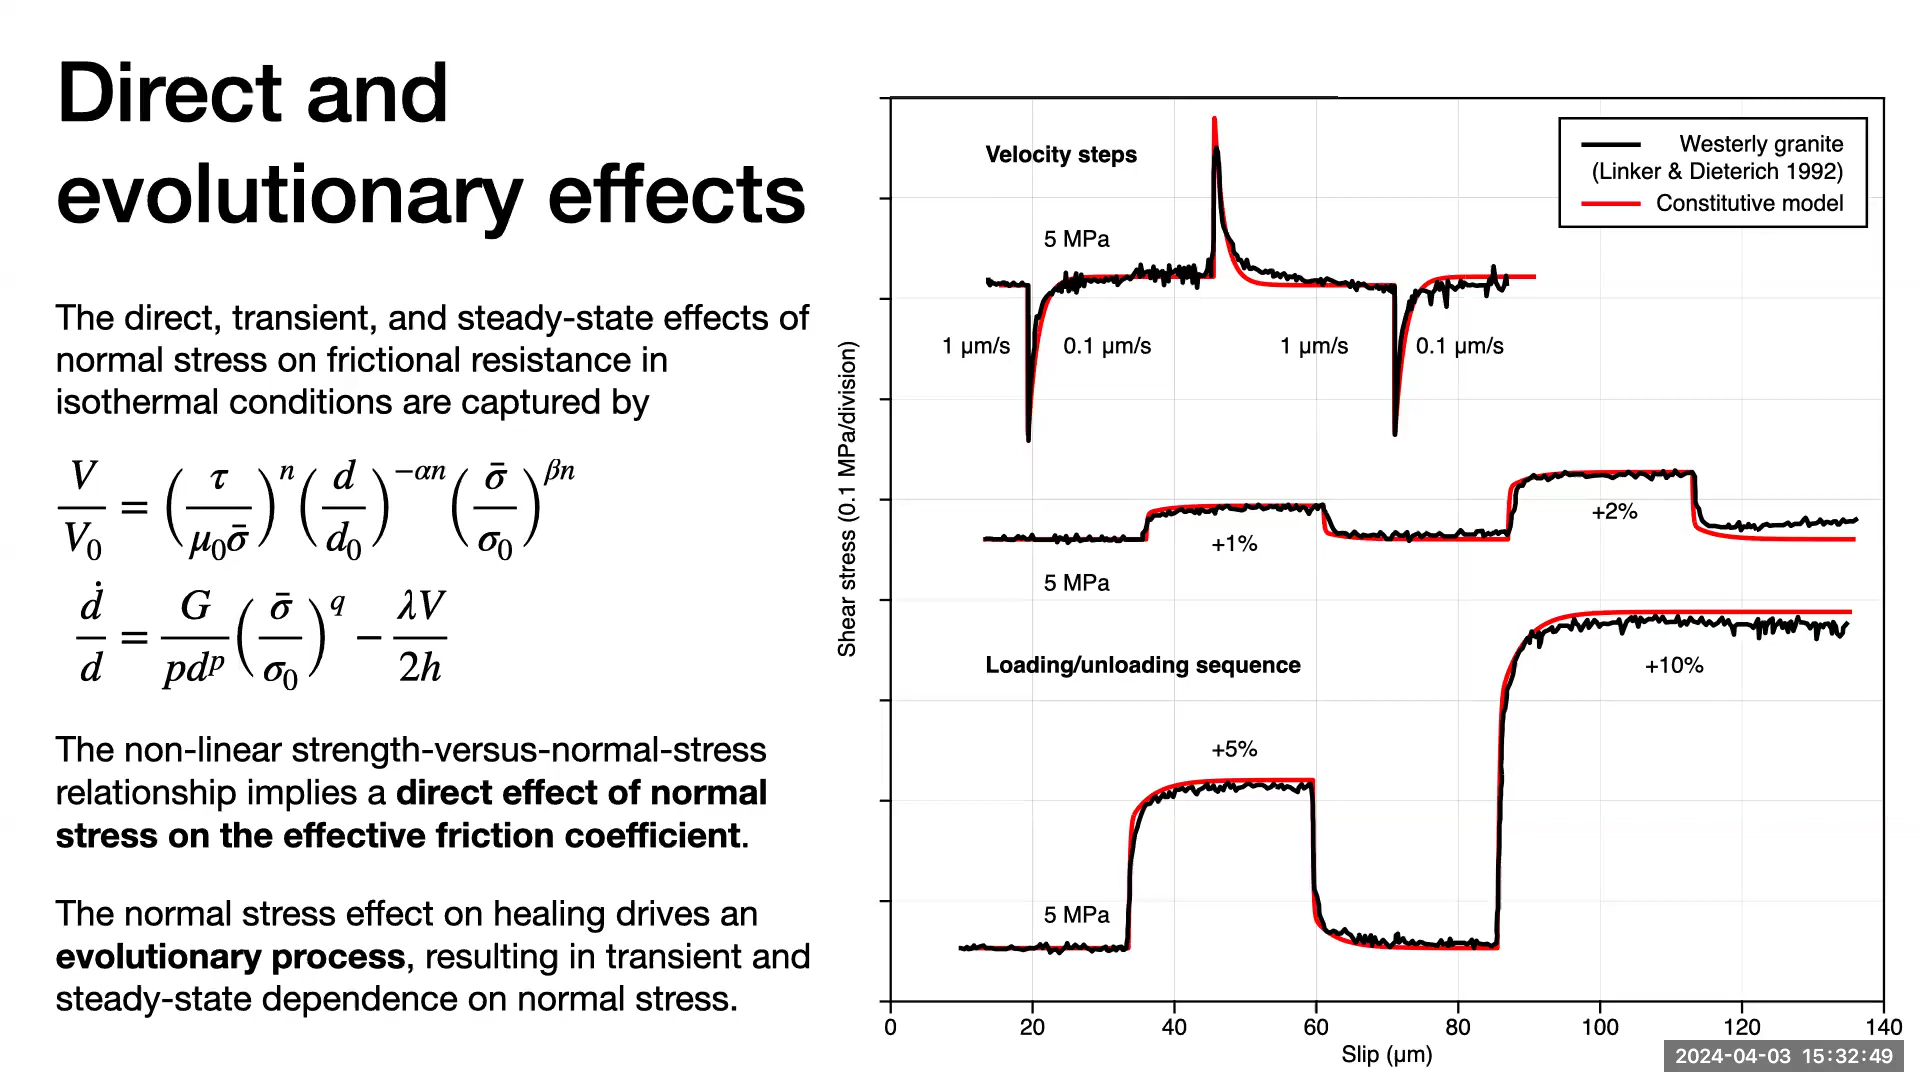 Direct and
evolutionary effects
The direct, transient, and steady-state effects of
normal stress on frictional resistance in
isothermal conditions are captured by
V/V₀ = (τ/μ₀σ̄)ⁿ (d/d₀)^−αn (σ̄/σ₀)^βn
ḋ/d = G/pdᵖ (σ̄/σ₀)^q − λV/2h
The non-linear strength-versus-normal-stress
relationship implies a direct effect of normal
stress on the effective friction coefficient.
The normal stress effect on healing drives an
evolutionary process, resulting in transient and
steady-state dependence on normal stress.
Shear stress (0.1 MPa/division)
Velocity steps
Westerly granite
(Linker & Dieterich 1992)
Constitutive model
5 MPa
1 μm/s 0.1 μm/s 1 μm/s 0.1 μm/s
+2%
+1%
5 MPa
Loading/unloading sequence
+10%
+5%
5 MPa
0 20 40 60 80 100 120 140
Slip (μm)
2024-04-03 15:32:49